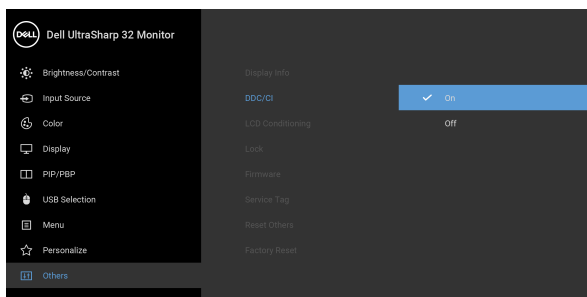 DELL
Dell UltraSharp 32 Monitor
Brightness/Contrast
Input Source
Color
Display
PIP/PBP
USB Selection
Menu
Personalize
Others
Display Info
DDC/CI
LCD Conditioning
Lock
Firmware
Service Tag
Reset Others
Factory Reset
On
Off